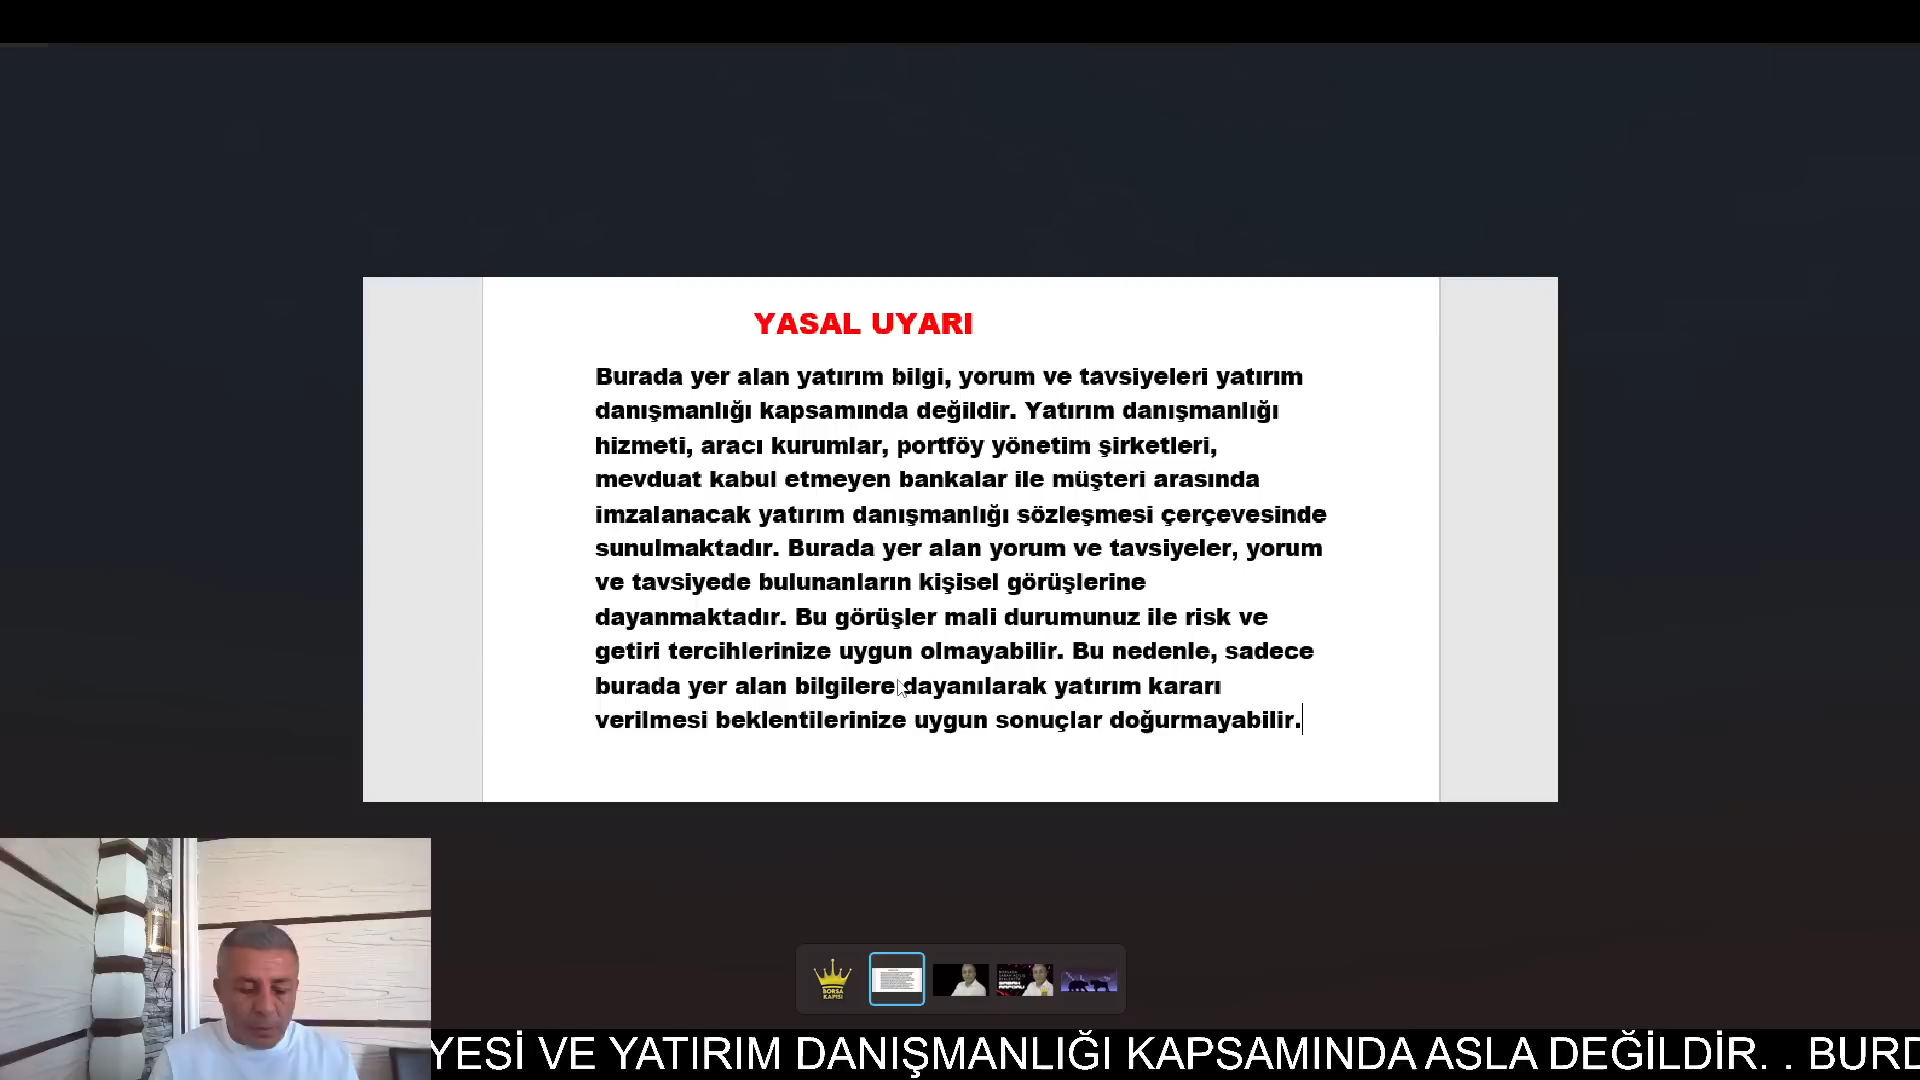 YASAL UYARI
Burada yer alan yatırım bilgi, yorum ve tavsiyeleri yatırım
danışmanlığı kapsamında değildir. Yatırım danışmanlığı
hizmeti, aracı kurumlar, portföy yönetim şirketleri,
mevduat kabul etmeyen bankalar ile müşteri arasında
imzalanacak yatırım danışmanlığı sözleşmesi çerçevesinde
sunulmaktadır. Burada yer alan yorum ve tavsiyeler, yorum
ve tavsiyede bulunanların kişisel görüşlerine
dayanmaktadır. Bu görüşler mali durumunuz ile risk ve
getiri tercihlerinize uygun olmayabilir. Bu nedenle, sadece
burada yer alan bilgilere dayanılarak yatırım kararı
verilmesi beklentilerinize uygun sonuçlar doğurmayabilir.
BORSA
KAPISI
YESİ VE YATIRIM DANIŞMANLIĞI KAPSAMINDA ASLA DEĞİLDİR. . BURD